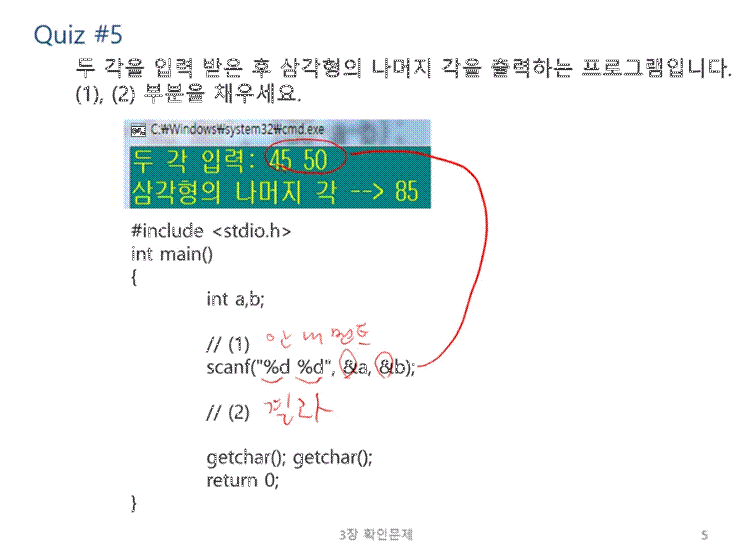 Quiz #5
두 각을 입력 받은 후 삼각형의 나머지 각을 출력하는 프로그램입니다.
(1), (2) 부분을 채우세요.
C:₩Windows₩system32₩cmd.exe
두 각 입력: 45 50
삼각형의 나머지 각 --> 85
#include <stdio.h>
int main()
{
int a,b;
// (1) 안내 멘트
scanf("%d %d", &a, &b);
// (2) 결과
getchar(); getchar();
return 0;
}
3장 확인문제
5